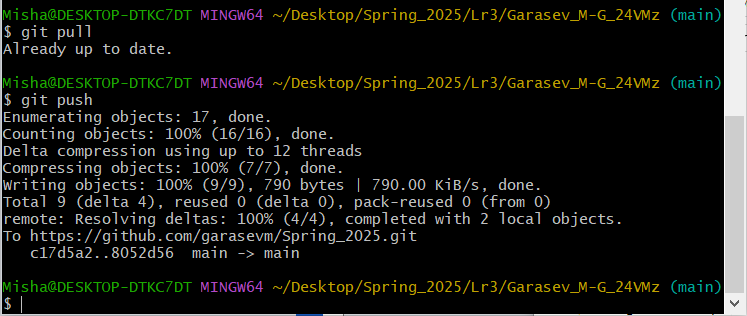 Misha@DESKTOP-DTKC7DT MINGW64 ~/Desktop/Spring_2025/Lr3/Garasev_M-G_24VMz (main)
$ git pull
Already up to date.
Misha@DESKTOP-DTKC7DT MINGW64 ~/Desktop/Spring_2025/Lr3/Garasev_M-G_24VMz (main)
$ git push
Enumerating objects: 17, done.
Counting objects: 100% (16/16), done.
Delta compression using up to 12 threads
Compressing objects: 100% (7/7), done.
Writing objects: 100% (9/9), 790 bytes | 790.00 KiB/s, done.
Total 9 (delta 4), reused 0 (delta 0), pack-reused 0 (from 0)
remote: Resolving deltas: 100% (4/4), completed with 2 local objects.
To https://github.com/garasevm/Spring_2025.git
   c17d5a2..8052d56  main -> main
Misha@DESKTOP-DTKC7DT MINGW64 ~/Desktop/Spring_2025/Lr3/Garasev_M-G_24VMz (main)
$